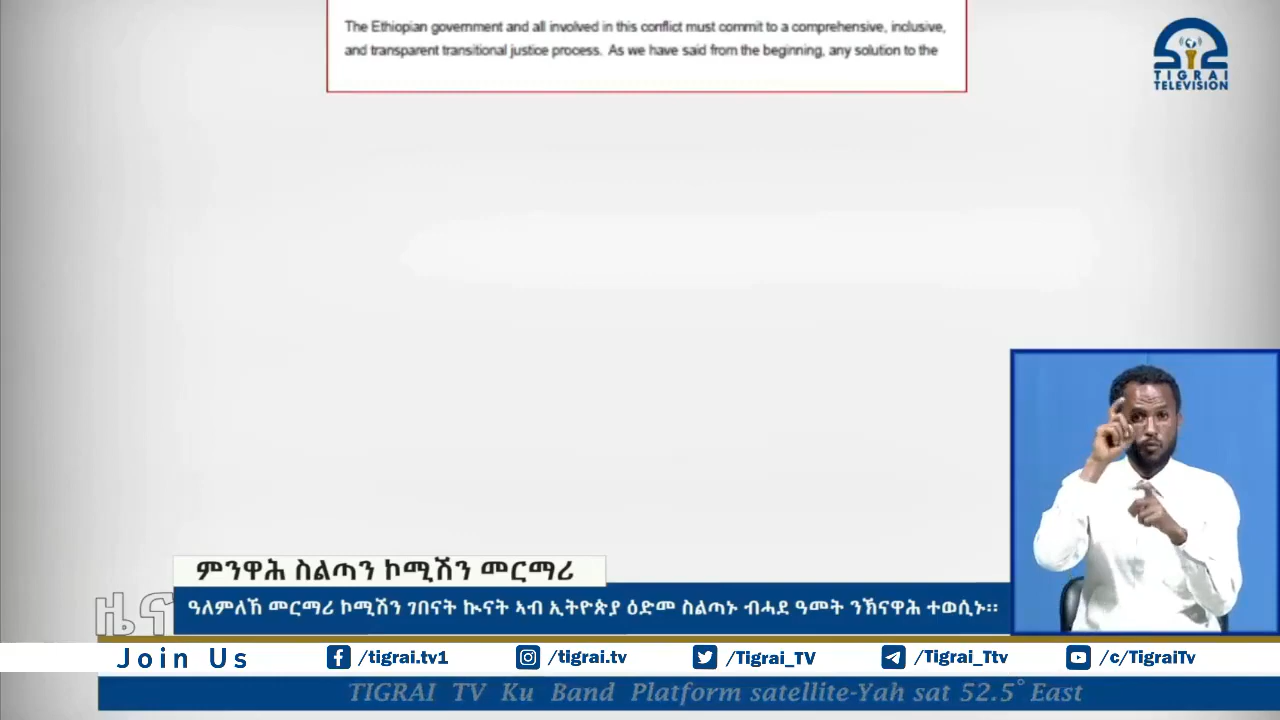 The Ethiopian government and all involved in this conflict must commit to a comprehensive, inclusive,
and transparent transitional justice process. As we have said from the beginning, any solution to the
TIGRAI
TELEVISION
ምንዋሕ ስልጣን ኮሚሽን መርማሪ
ዜና
ዓለምለኸ መርማሪ ኮሚሽን ገበናት ኲናት ኣብ ኢትዮጵያ ዕድመ ስልጣኑ ብሓደ ዓመት ንኽናዋሕ ተወሲኑ።
Join Us /tigrai.tv1 /tigrai.tv /Tigrai_TV /Tigrai_Ttv /c/TigraiTv
TIGRAI TV Ku Band Platform satellite-Yah sat 52.5° East